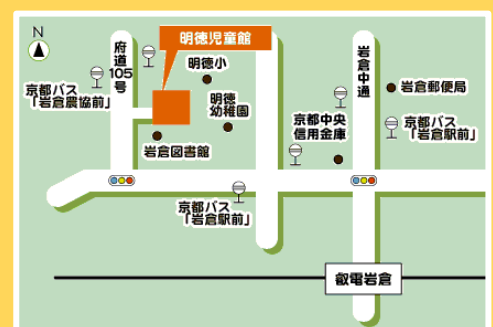 N
府道105号
明徳児童館
明徳小
京都バス
「岩倉農協前」
明徳
幼稚園
岩倉図書館
京都バス
「岩倉駅前」
京都中央
信用金庫
岩倉中通
岩倉郵便局
京都バス
「岩倉駅前」
叡電岩倉